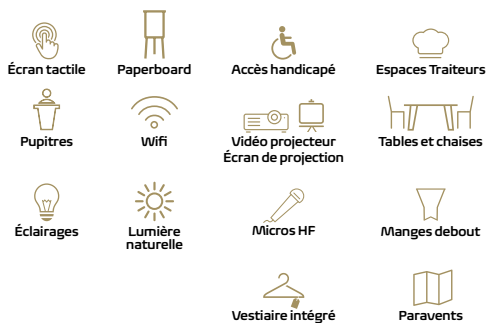 Écran tactile
Paperboard
Accès handicapé
Espaces Traiteurs
Pupitres
Wifi
Vidéo projecteur
Écran de projection
Tables et chaises
Éclairages
Lumière
naturelle
Micros HF
Manges debout
Vestiaire intégré
Paravents